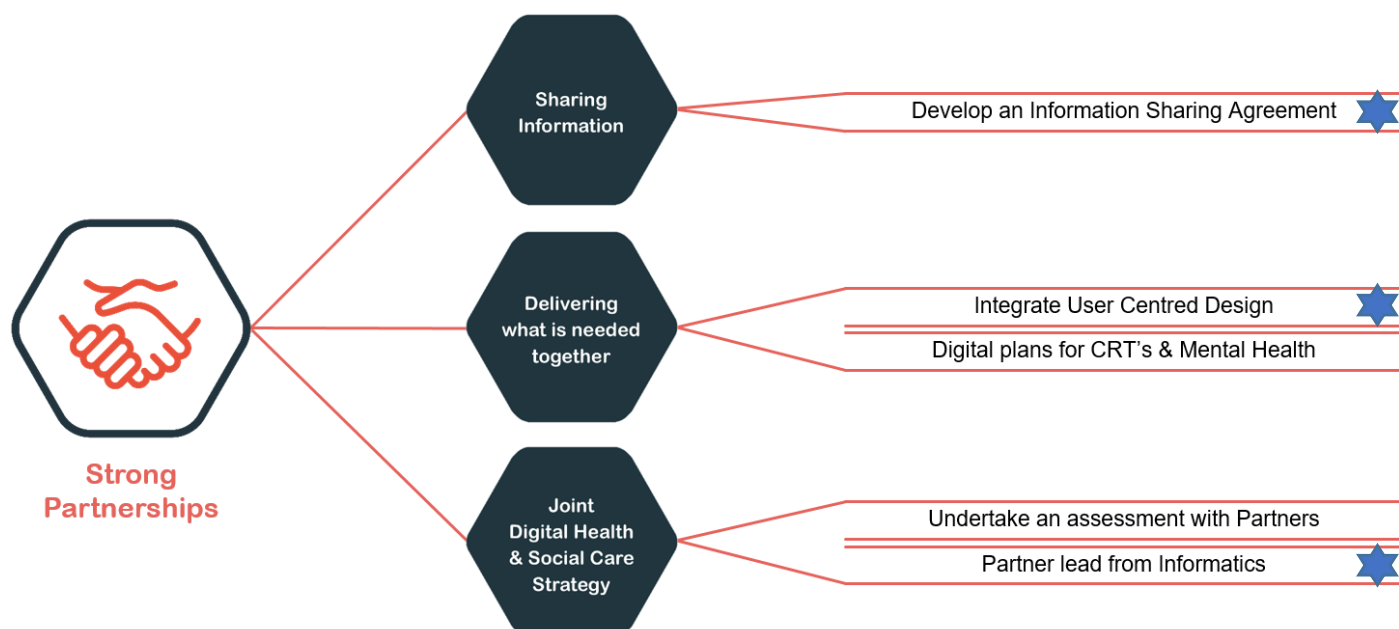 Strong
Partnerships
Sharing
Information
Develop an Information Sharing Agreement
Delivering
what is needed
together
Integrate User Centred Design
Digital plans for CRT's & Mental Health
Joint
Digital Health
& Social Care
Strategy
Undertake an assessment with Partners
Partner lead from Informatics